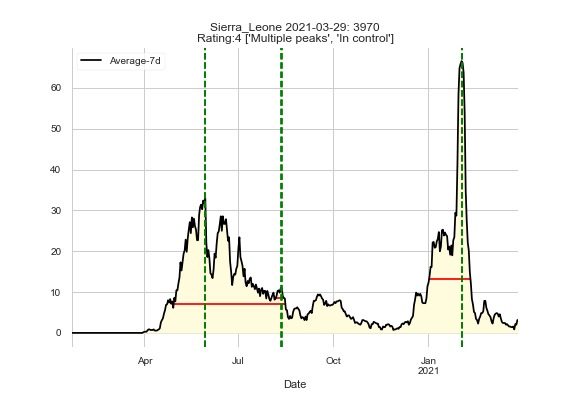 Sierra_Leone 2021-03-29: 3970
Rating:4 ['Multiple peaks', 'In control']
Average-7d
60
50
40
30
20
10
0
Apr
Jul
Oct
Jan
2021
Date